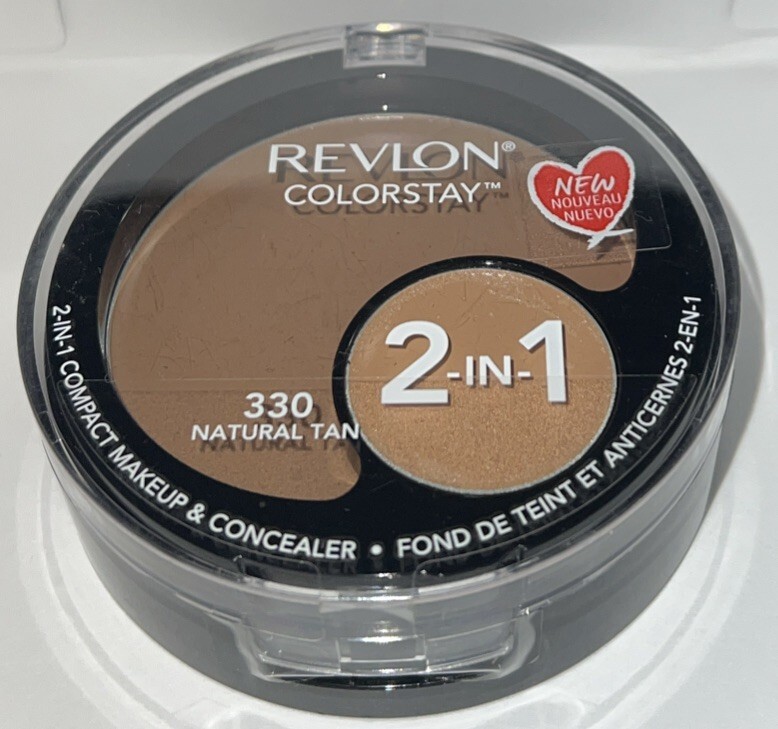 REVLON®
COLORSTAY™
NEW
NOUVEAU
NUEVO
2-IN-1
330
NATURAL TAN
2-IN-1 COMPACT MAKEUP & CONCEALER • FOND DE TEINT ET ANTICERNES 2-EN-1